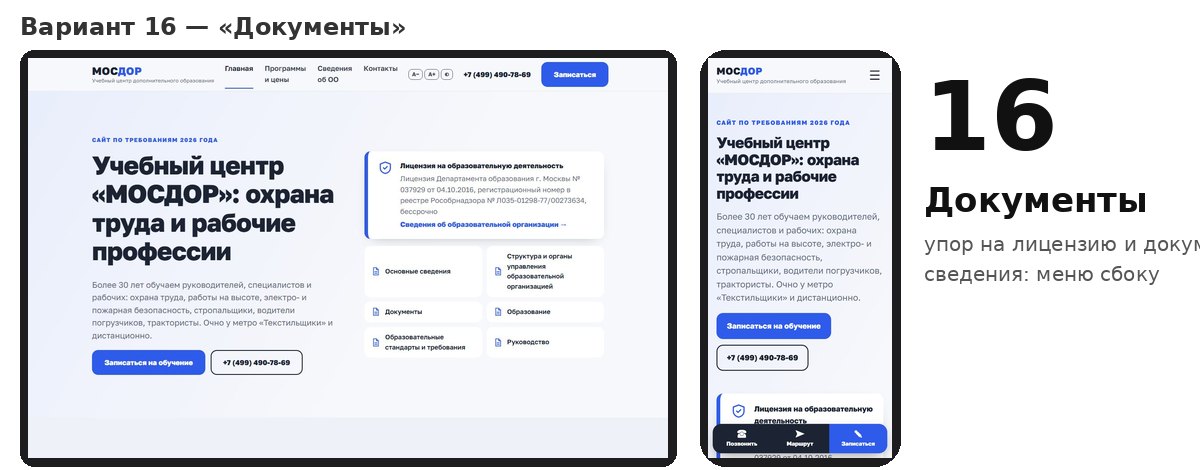 Вариант 16 — «Документы»
МОСДОР
Учебный центр дополнительного образования
Главная
Программы
и цены
Сведения
об ОО
Контакты
A−
A+
+7 (499) 490-78-69
Записаться
САЙТ ПО ТРЕБОВАНИЯМ 2026 ГОДА
Учебный центр
«МОСДОР»: охрана
труда и рабочие
профессии
Более 30 лет обучаем руководителей, специалистов и
рабочих: охрана труда, работы на высоте, электро- и
пожарная безопасность, стропальщики, водители
погрузчиков, трактористы. Очно у метро «Текстильщики» и
дистанционно.
Записаться на обучение
+7 (499) 490-78-69
Лицензия на образовательную деятельность
Лицензия Департамента образования г. Москвы №
037929 от 04.10.2016, регистрационный номер в
реестре Рособрнадзора № Л035-01298-77/00273634,
бессрочно
Сведения об образовательной организации →
Основные сведения
Структура и органы
управления
образовательной
организацией
Документы
Образование
Образовательные
стандарты и требования
Руководство
МОСДОР
Учебный центр дополнительного образования
САЙТ ПО ТРЕБОВАНИЯМ 2026 ГОДА
Учебный центр
«МОСДОР»: охрана
труда и рабочие
профессии
Более 30 лет обучаем руководителей,
специалистов и рабочих: охрана
труда, работы на высоте, электро- и
пожарная безопасность,
стропальщики, водители погрузчиков,
трактористы. Очно у метро
«Текстильщики» и дистанционно.
Записаться на обучение
+7 (499) 490-78-69
Лицензия на образовательную
деятельность
Позвонить
Маршрут
Записаться
037929 от 04.10.2016
16
Документы
упор на лицензию и докум
сведения: меню сбоку